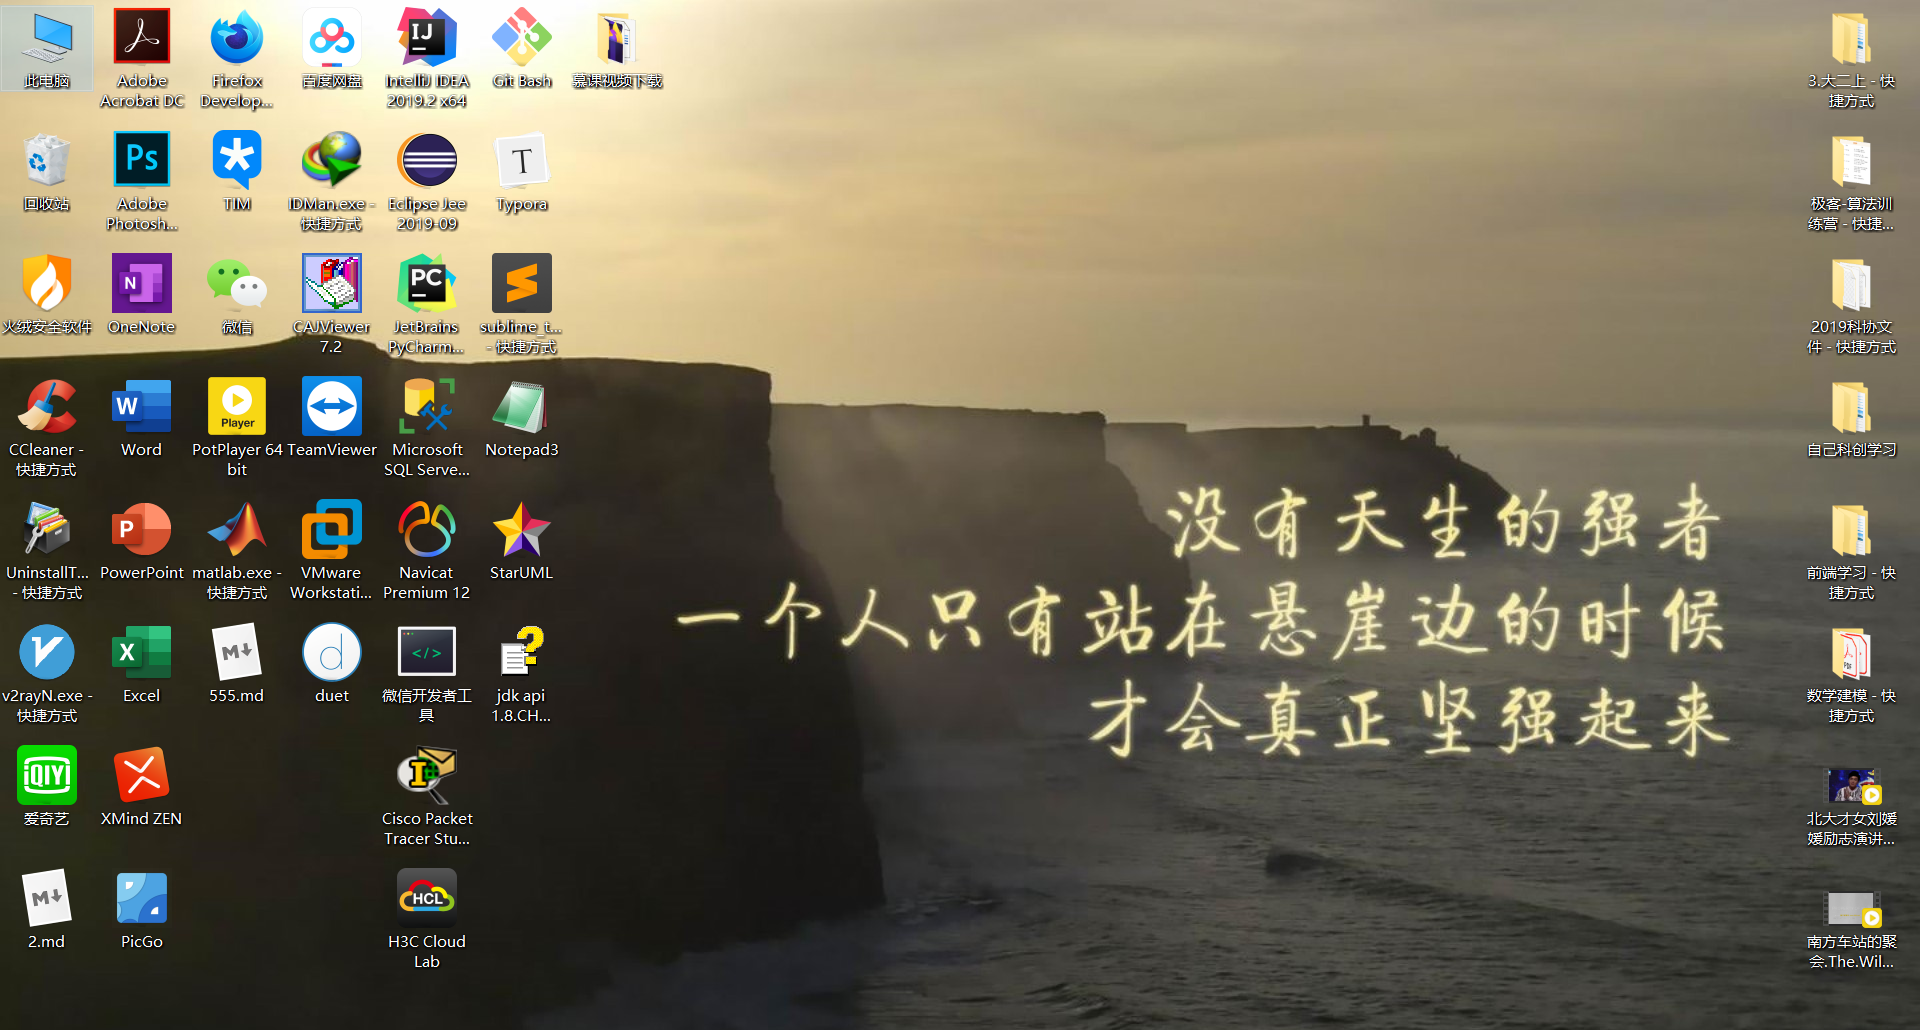 此电脑
Adobe
Acrobat DC
Firefox
Develop...
百度网盘
IntelliJ IDEA
2019.2 x64
Git Bash
慕课视频下载
3.大二上 - 快
捷方式
回收站
Ps
Adobe
Photosh...
TIM
IDMan.exe -
快捷方式
Eclipse Jee
2019-09
T
Typora
极客-算法训
练营 - 快捷...
火绒安全软件
N
OneNote
微信
CAJViewer
7.2
PC
JetBrains
PyCharm...
sublime_t...
- 快捷方式
2019科协文
件 - 快捷方式
CCleaner -
快捷方式
W
Word
Player
PotPlayer 64
bit
TeamViewer
Microsoft
SQL Serve...
Notepad3
自己科创学习
UninstallT...
- 快捷方式
P
PowerPoint
matlab.exe -
快捷方式
VMware
Workstati...
Navicat
Premium 12
StarUML
前端学习 - 快
捷方式
v2rayN.exe -
快捷方式
X
Excel
M
555.md
d
duet
</>
微信开发者工
具
jdk api
1.8.CH...
PDF
数学建模 - 快
捷方式
iQIYI
爱奇艺
XMind ZEN
Cisco Packet
Tracer Stu...
北大才女刘媛
媛励志演讲...
M
2.md
PicGo
HCL
H3C Cloud
Lab
南方车站的聚
会.The.Wil...
IJ
没有天生的强者
一个人只有站在悬崖边的时候
才会真正坚强起来